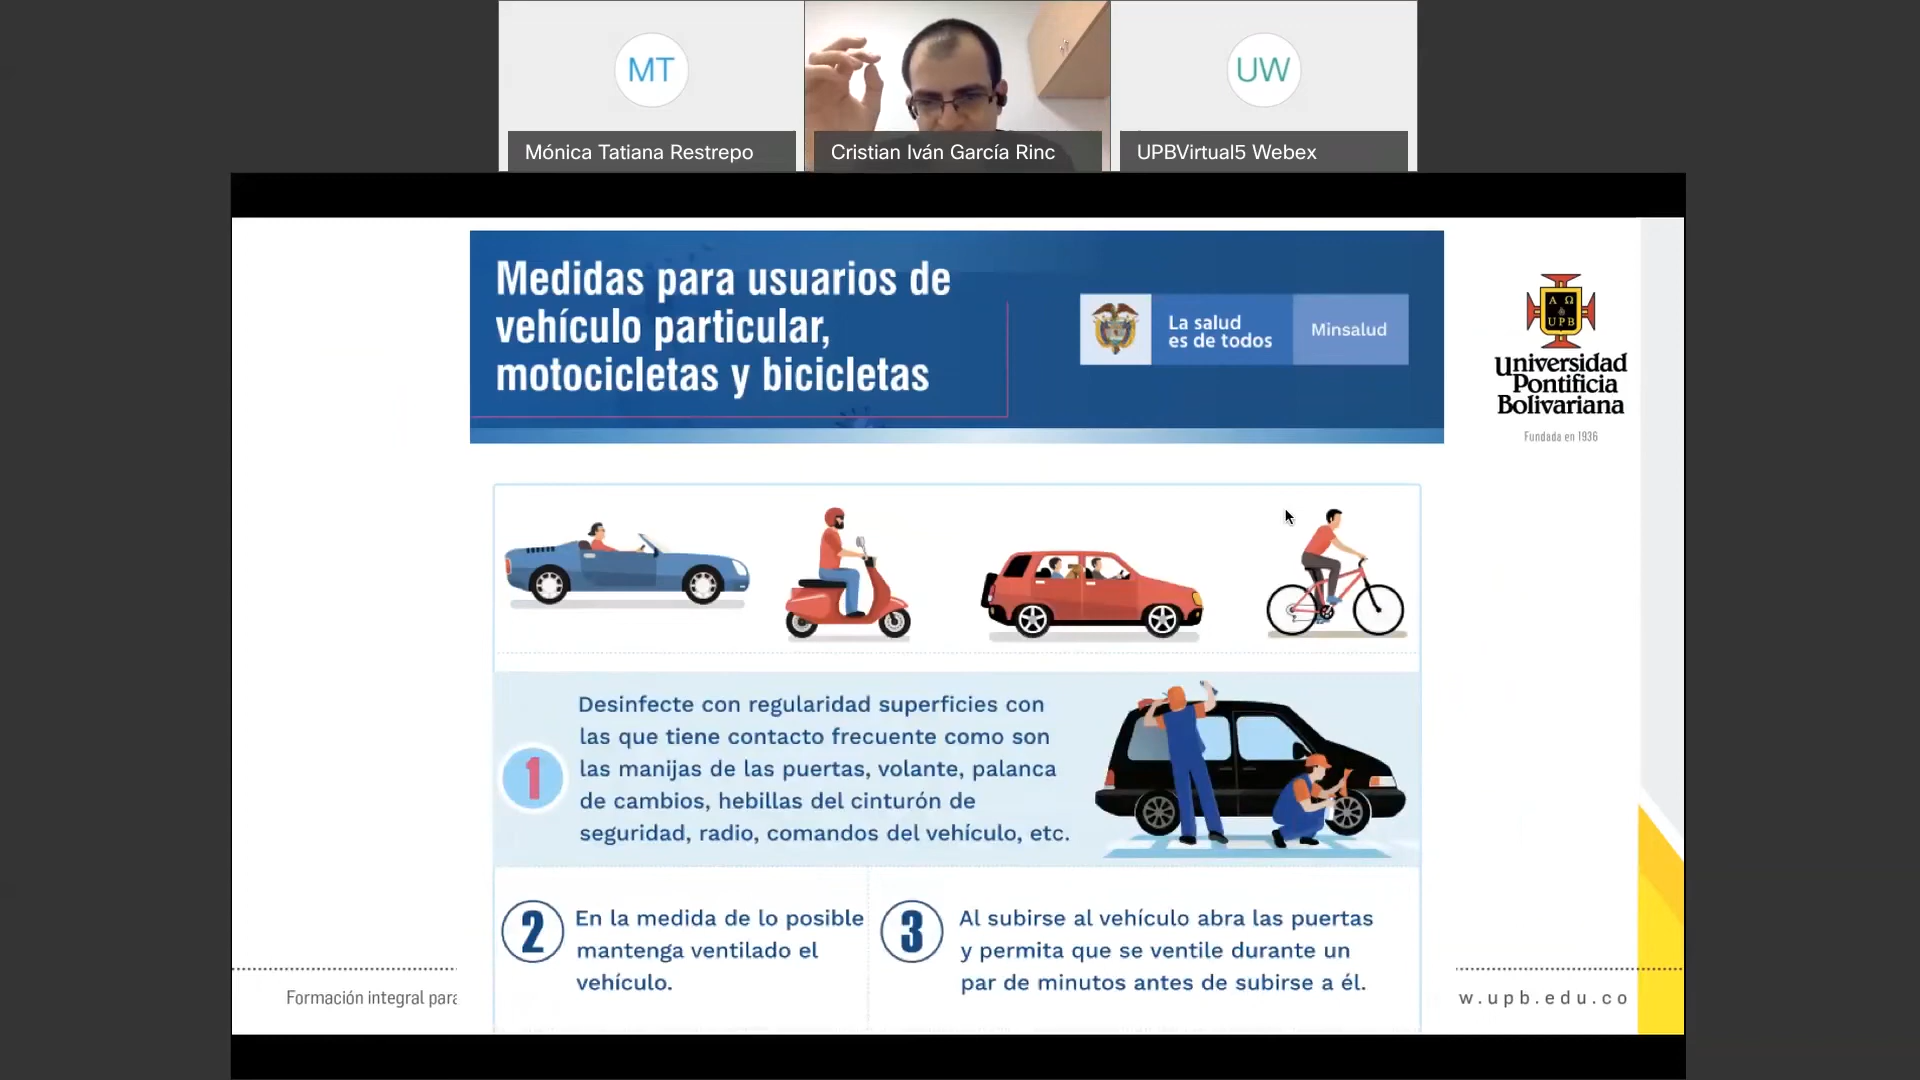 MT
UW
Mónica Tatiana Restrepo
Cristian Iván García Rinc
UPBVirtual5 Webex
Medidas para usuarios de
vehículo particular,
motocicletas y bicicletas
La salud
es de todos
Minsalud
A Ω
UPB
Universidad
Pontificia
Bolivariana
Fundada en 1936
1
Desinfecte con regularidad superficies con
las que tiene contacto frecuente como son
las manijas de las puertas, volante, palanca
de cambios, hebillas del cinturón de
seguridad, radio, comandos del vehículo, etc.
2
En la medida de lo posible
mantenga ventilado el
vehículo.
3
Al subirse al vehículo abra las puertas
y permita que se ventile durante un
par de minutos antes de subirse a él.
Formación integral para
w.upb.edu.co